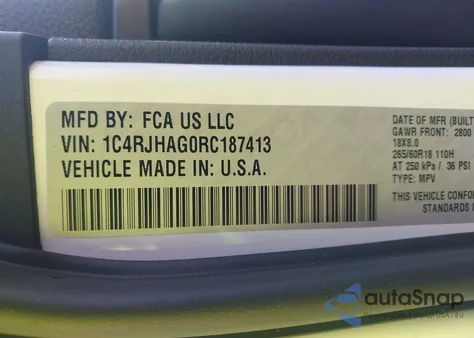 MFD BY: FCA US LLC
VIN: 1C4RJHAG0RC187413
VEHICLE MADE IN: U.S.A.
DATE OF MFR (BUILT
GAWR FRONT: 2800
18X8.0
265/60R18 110H
AT 250 kPa / 36 PSI
TYPE: MPV
THIS VEHICLE CONFO
STANDARDS
autoSnap